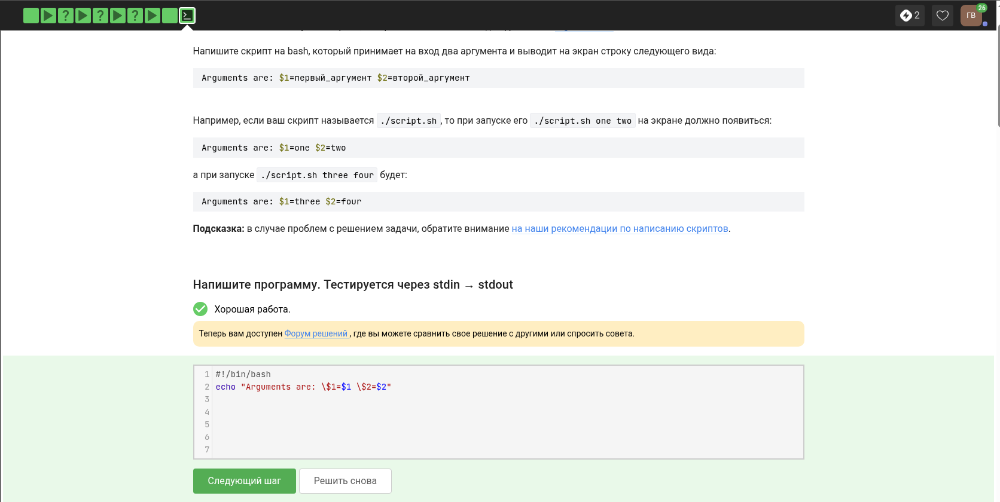 2
ГВ
26
Напишите скрипт на bash, который принимает на вход два аргумента и выводит на экран строку следующего вида:
Arguments are: $1=первый_аргумент $2=второй_аргумент
Например, если ваш скрипт называется ./script.sh, то при запуске его ./script.sh one two на экране должно появиться:
Arguments are: $1=one $2=two
а при запуске ./script.sh three four будет:
Arguments are: $1=three $2=four
Подсказка: в случае проблем с решением задачи, обратите внимание на наши рекомендации по написанию скриптов.
Напишите программу. Тестируется через stdin → stdout
Хорошая работа.
Теперь вам доступен Форум решений, где вы можете сравнить свое решение с другими или спросить совета.
1 #!/bin/bash
2 echo "Arguments are: \$1=$1 \$2=$2"
3
4
5
6
7
Следующий шаг Решить снова